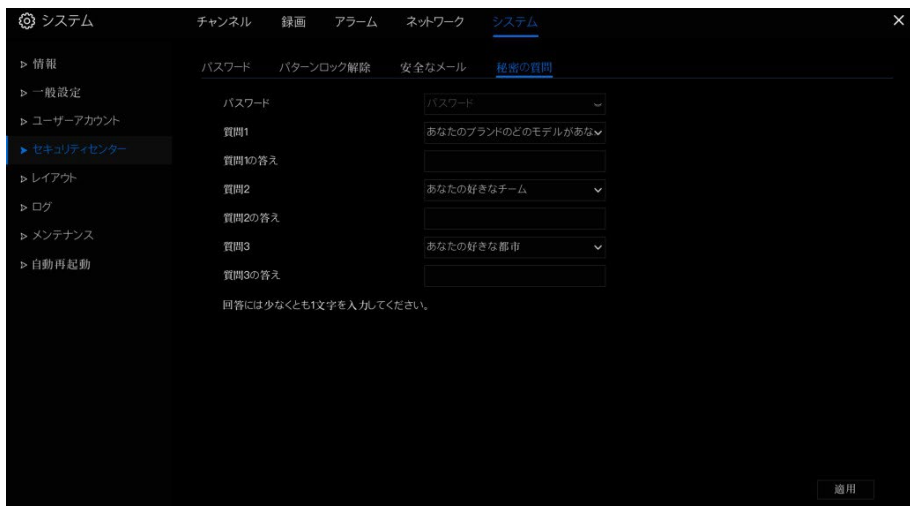 システム
チャンネル 録画 アラーム ネットワーク システム
情報
一般設定
ユーザーアカウント
セキュリティセンター
レイアウト
ログ
メンテナンス
自動再起動
パスワード パターンロック解除 安全なメール 秘密の質問
パスワード パスワード
質問1 あなたのブランドのどのモデルがあな
質問1の答え
質問2 あなたの好きなチーム
質問2の答え
質問3 あなたの好きな都市
質問3の答え
回答には少なくとも1文字を入力してください。
適用